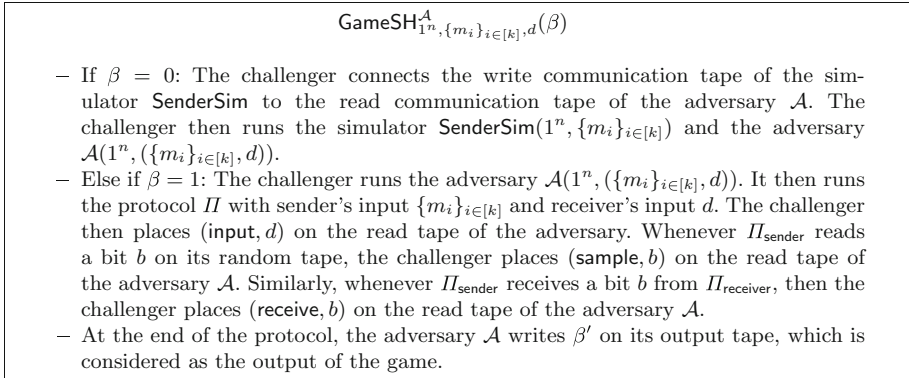 GameSH^A_{1^n,{m_i}_{i∈[k]},d}(β)
– If β = 0: The challenger connects the write communication tape of the sim-
ulator SenderSim to the read communication tape of the adversary A. The
challenger then runs the simulator SenderSim(1^n, {m_i}_{i∈[k]}) and the adversary
A(1^n, ({m_i}_{i∈[k]}, d)).
– Else if β = 1: The challenger runs the adversary A(1^n, ({m_i}_{i∈[k]}, d)). It then runs
the protocol Π with sender's input {m_i}_{i∈[k]} and receiver's input d. The challenger
then places (input, d) on the read tape of the adversary. Whenever Π_sender reads
a bit b on its random tape, the challenger places (sample, b) on the read tape of
the adversary A. Similarly, whenever Π_sender receives a bit b from Π_receiver, then the
challenger places (receive, b) on the read tape of the adversary A.
– At the end of the protocol, the adversary A writes β′ on its output tape, which is
considered as the output of the game.